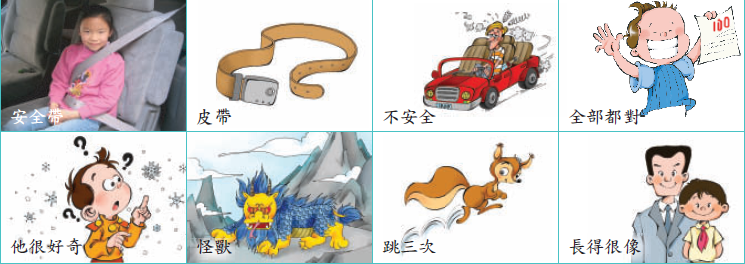 安全帶
皮帶
不安全
100
全部都對
他很好奇
? ? ? ?
怪獸
跳三次
長得很像